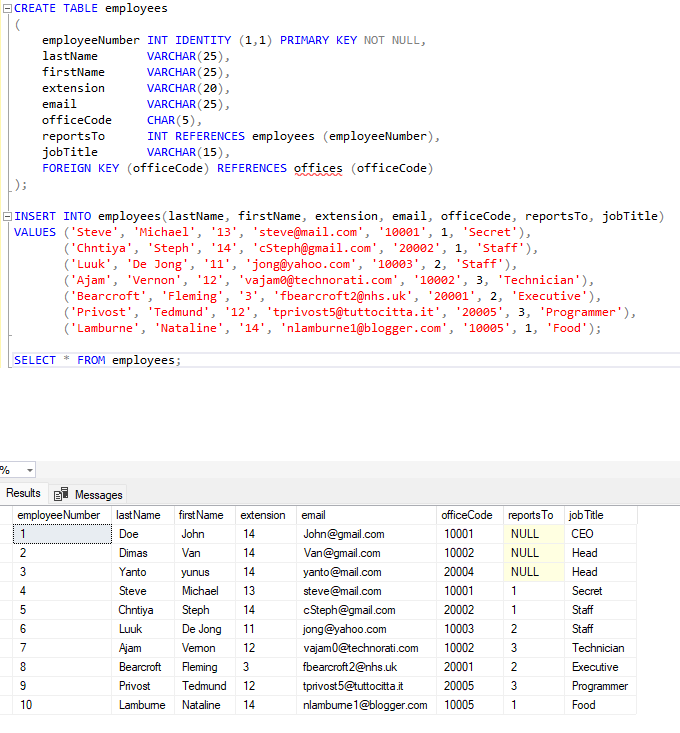 CREATE TABLE employees
(
employeeNumber INT IDENTITY (1,1) PRIMARY KEY NOT NULL,
lastName VARCHAR(25),
firstName VARCHAR(25),
extension VARCHAR(20),
email VARCHAR(25),
officeCode CHAR(5),
reportsTo INT REFERENCES employees (employeeNumber),
jobTitle VARCHAR(15),
FOREIGN KEY (officeCode) REFERENCES offices (officeCode)
);
INSERT INTO employees(lastName, firstName, extension, email, officeCode, reportsTo, jobTitle)
VALUES ('Steve', 'Michael', '13', 'steve@mail.com', '10001', 1, 'Secret'),
('Chntiya', 'Steph', '14', 'cSteph@gmail.com', '20002', 1, 'Staff'),
('Luuk', 'De Jong', '11', 'jong@yahoo.com', '10003', 2, 'Staff'),
('Ajam', 'Vernon', '12', 'vajam0@technorati.com', '10002', 3, 'Technician'),
('Bearcroft', 'Fleming', '3', 'fbearcroft2@nhs.uk', '20001', 2, 'Executive'),
('Privost', 'Tedmund', '12', 'tprivost5@tuttocitta.it', '20005', 3, 'Programmer'),
('Lamburne', 'Nataline', '14', 'nlamburne1@blogger.com', '10005', 1, 'Food');
SELECT * FROM employees;
%
Results Messages
employeeNumber lastName firstName extension email officeCode reportsTo jobTitle
1 Doe John 14 John@gmail.com 10001 NULL CEO
2 Dimas Van 14 Van@gmail.com 10002 NULL Head
3 Yanto yunus 14 yanto@mail.com 20004 NULL Head
4 Steve Michael 13 steve@mail.com 10001 1 Secret
5 Chntiya Steph 14 cSteph@gmail.com 20002 1 Staff
6 Luuk De Jong 11 jong@yahoo.com 10003 2 Staff
7 Ajam Vernon 12 vajam0@technorati.com 10002 3 Technician
8 Bearcroft Fleming 3 fbearcroft2@nhs.uk 20001 2 Executive
9 Privost Tedmund 12 tprivost5@tuttocitta.it 20005 3 Programmer
10 Lamburne Nataline 14 nlamburne1@blogger.com 10005 1 Food